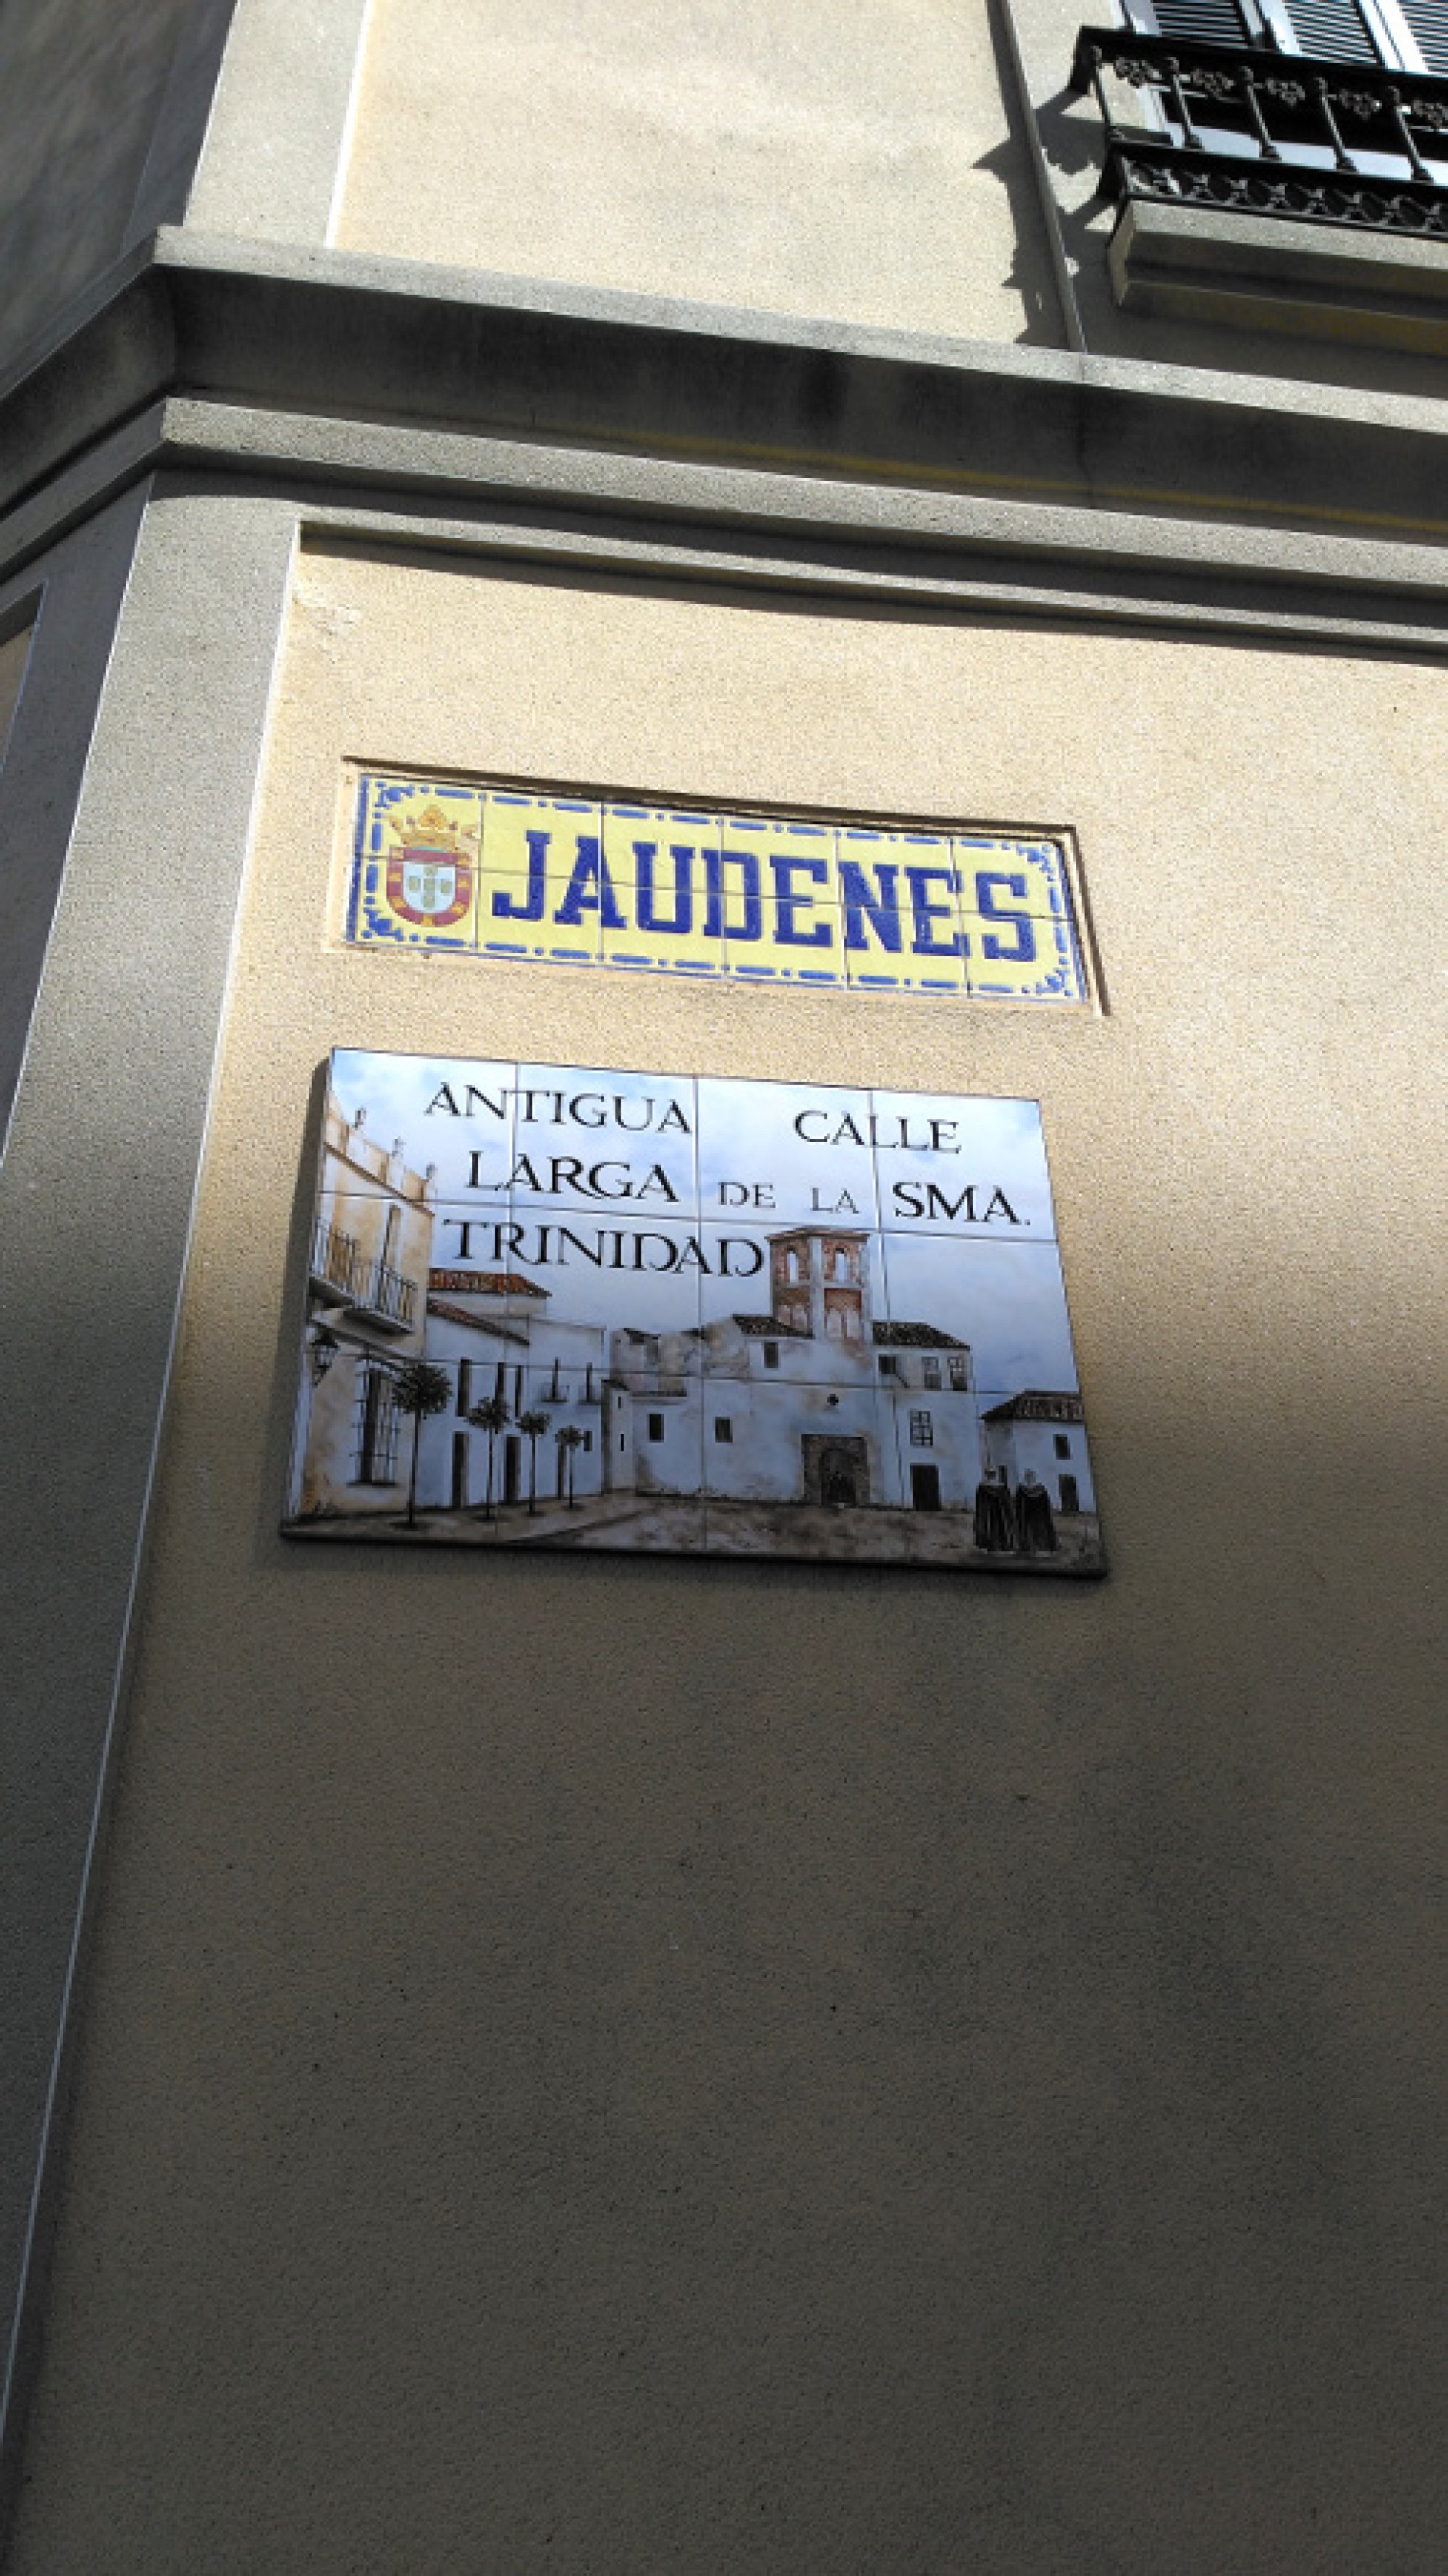 JAUDENES
ANTIGUA CALLE
LARGA DE LA SMA.
TRINIDAD